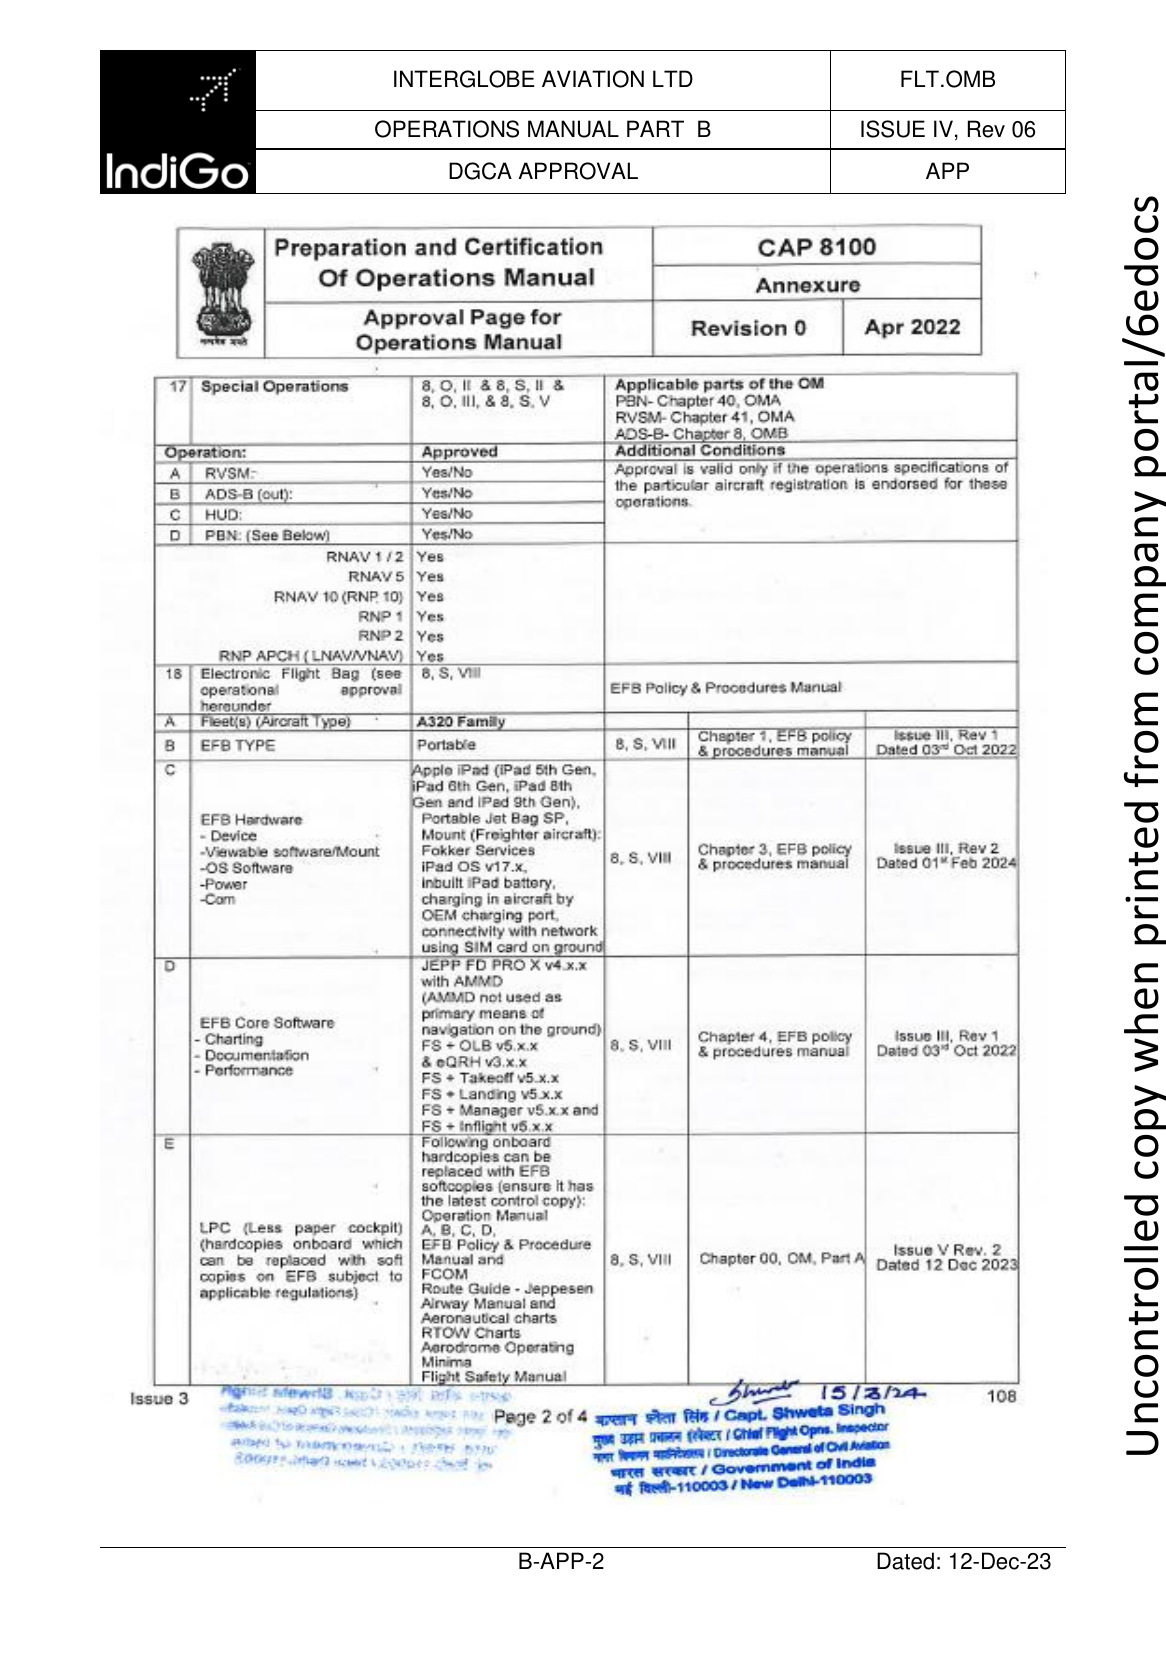 INTERGLOBE AVIATION LTD
FLT.OMB
OPERATIONS MANUAL PART B
ISSUE IV, Rev 06
IndiGo
DGCA APPROVAL
APP
Preparation and Certification
Of Operations Manual
CAP 8100
Annexure
सत्यमेव जयते
Approval Page for
Operations Manual
Revision 0
Apr 2022
17
Special Operations
8, O, II & 8, S, II &
8, O, III, & 8, S, V
Applicable parts of the OM
PBN- Chapter 40, OMA
RVSM- Chapter 41, OMA
ADS-B- Chapter 8, OMB
Operation:
Approved
Additional Conditions
A
RVSM:
Yes/No
Approval is valid only if the operations specifications of
the particular aircraft registration is endorsed for these
operations.
B
ADS-B (out):
Yes/No
C
HUD:
Yes/No
D
PBN: (See Below)
Yes/No
RNAV 1 / 2 Yes
RNAV 5 Yes
RNAV 10 (RNP 10) Yes
RNP 1 Yes
RNP 2 Yes
RNP APCH ( LNAV/VNAV) Yes
18
Electronic Flight Bag (see
operational approval
hereunder
8, S, VIII
EFB Policy & Procedures Manual
A
Fleet(s) (Aircraft Type)
A320 Family
B
EFB TYPE
Portable
8, S, VIII
Chapter 1, EFB policy
& procedures manual
Issue III, Rev 1
Dated 03rd Oct 2022
C
EFB Hardware
- Device
-Viewable software/Mount
-OS Software
-Power
-Com
Apple iPad (iPad 5th Gen,
iPad 6th Gen, iPad 8th
Gen and iPad 9th Gen),
Portable Jet Bag SP,
Mount (Freighter aircraft):
Fokker Services
iPad OS v17.x,
inbuilt iPad battery,
charging in aircraft by
OEM charging port,
connectivity with network
using SIM card on ground
8, S, VIII
Chapter 3, EFB policy
& procedures manual
Issue III, Rev 2
Dated 01st Feb 2024
D
EFB Core Software
- Charting
- Documentation
- Performance
JEPP FD PRO X v4.x.x
with AMMD
(AMMD not used as
primary means of
navigation on the ground)
FS + OLB v5.x.x
& eQRH v3.x.x
FS + Takeoff v5.x.x
FS + Landing v5.x.x
FS + Manager v5.x.x and
FS + Inflight v5.x.x
8, S, VIII
Chapter 4, EFB policy
& procedures manual
Issue III, Rev 1
Dated 03rd Oct 2022
E
LPC (Less paper cockpit)
(hardcopies onboard which
can be replaced with soft
copies on EFB subject to
applicable regulations)
Following onboard
hardcopies can be
replaced with EFB
softcopies (ensure it has
the latest control copy):
Operation Manual
A, B, C, D,
EFB Policy & Procedure
Manual and
FCOM
Route Guide - Jeppesen
Airway Manual and
Aeronautical charts
RTOW Charts
Aerodrome Operating
Minima
Flight Safety Manual
8, S, VIII
Chapter 00, OM, Part A
Issue V Rev. 2
Dated 12 Dec 2023
Issue 3
15/3/24
108
Page 2 of 4
कप्तान श्वेता सिंह / Capt. Shweta Singh
मुख्य उड़ान प्रचालन इंस्पेक्टर / Chief Flight Opns. Inspector
नागर विमानन महानिदेशालय / Directorate General of Civil Aviation
भारत सरकार / Government of India
नई दिल्ली-110003 / New Delhi-110003
B-APP-2
Dated: 12-Dec-23
Uncontrolled copy when printed from company portal/6edocs